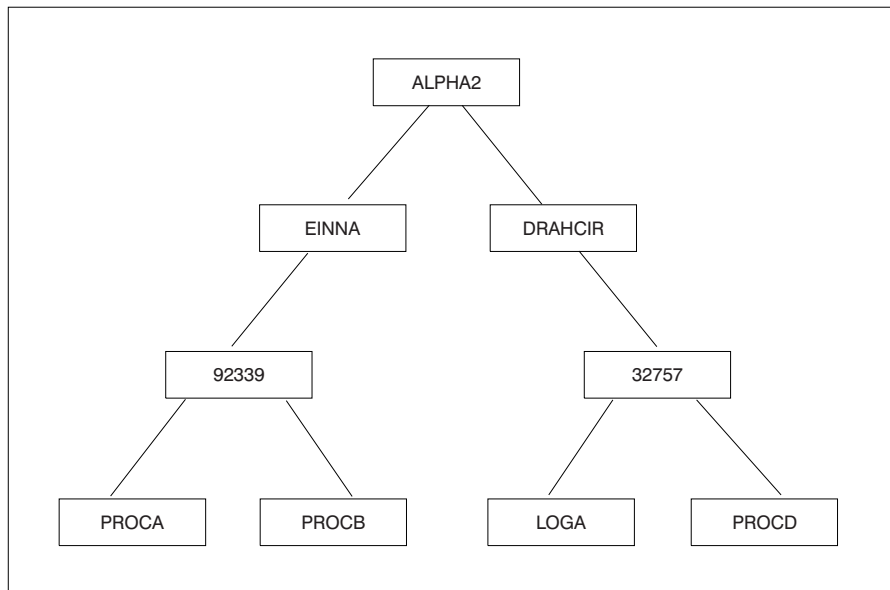 ALPHA2
EINNA DRAHCIR
92339 32757
PROCA PROCB LOGA PROCD